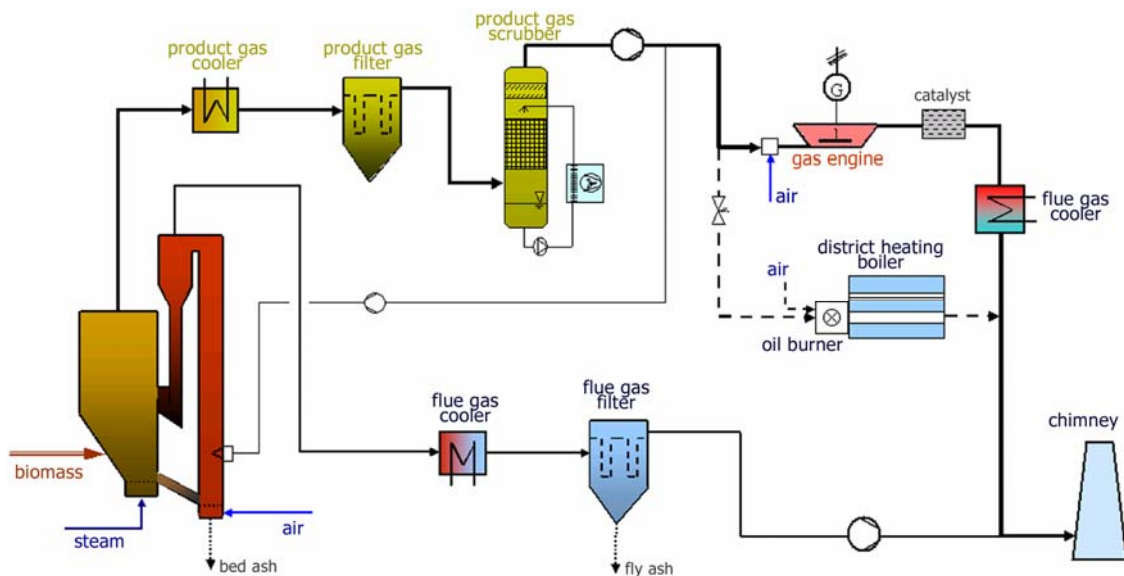 product gas
cooler
product gas
filter
product gas
scrubber
G
catalyst
gas engine
air
flue gas
cooler
district heating
boiler
air
oil burner
flue gas
cooler
flue gas
filter
chimney
biomass
steam
air
bed ash
fly ash